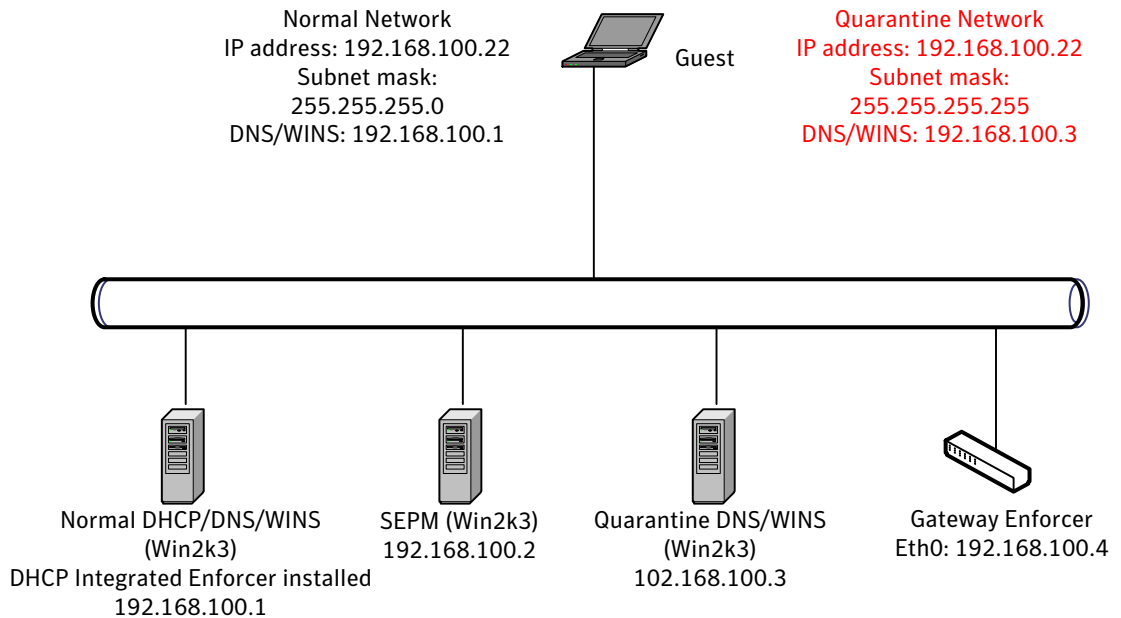 Normal Network
IP address: 192.168.100.22
Subnet mask:
255.255.255.0
DNS/WINS: 192.168.100.1
Guest
Quarantine Network
IP address: 192.168.100.22
Subnet mask:
255.255.255.255
DNS/WINS: 192.168.100.3
Normal DHCP/DNS/WINS
(Win2k3)
DHCP Integrated Enforcer installed
192.168.100.1
SEPM (Win2k3)
192.168.100.2
Quarantine DNS/WINS
(Win2k3)
102.168.100.3
Gateway Enforcer
Eth0: 192.168.100.4